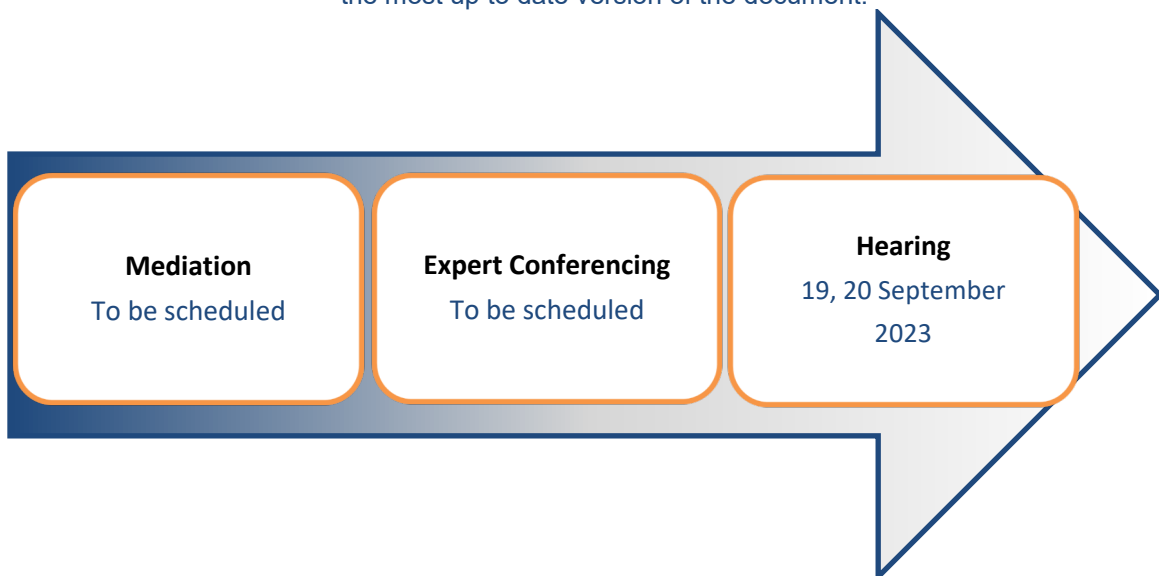 the most up to date version of the document.
Mediation
To be scheduled
Expert Conferencing
To be scheduled
Hearing
19, 20 September
2023